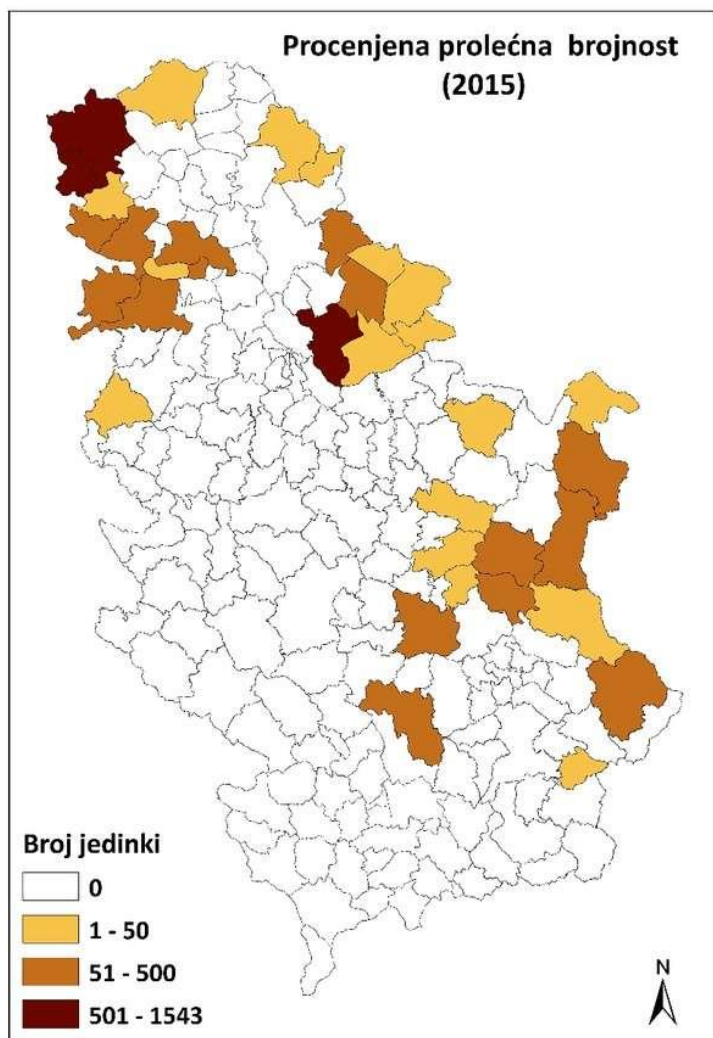 Procenjena prolećna brojnost
(2015)
Broj jedinki
0
1 - 50
51 - 500
501 - 1543
N